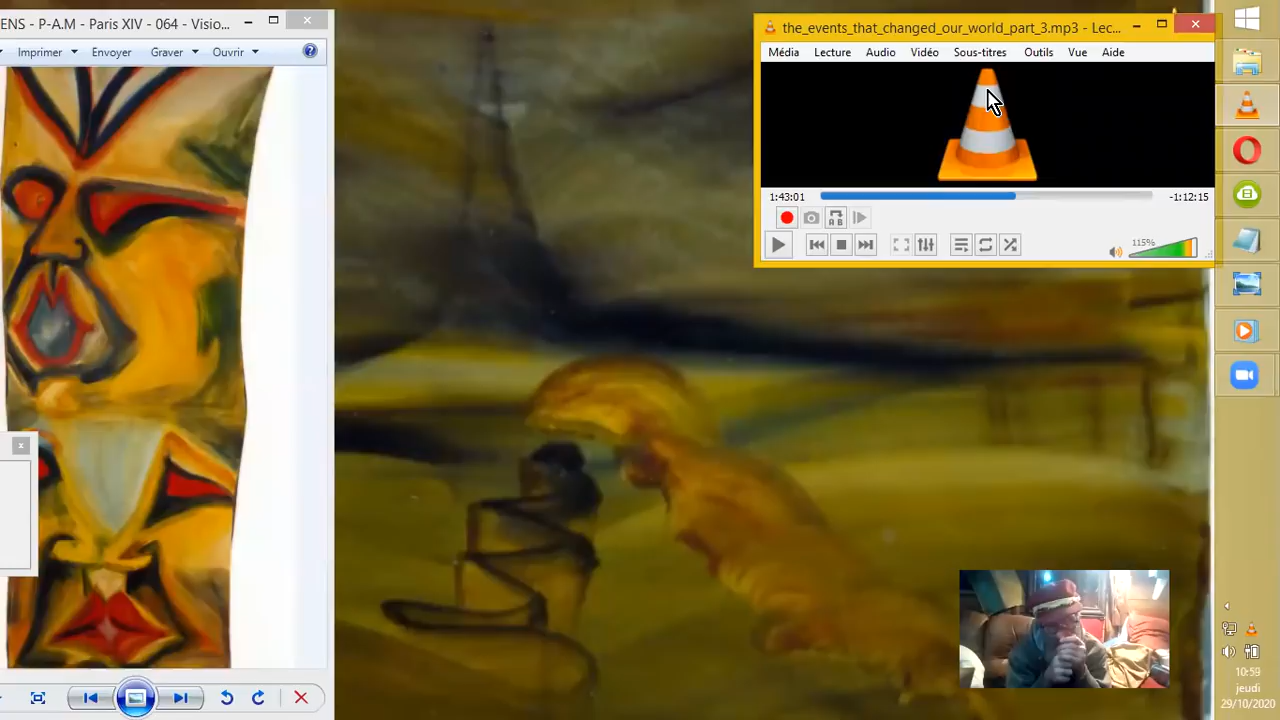 ENS - P-A.M - Paris XIV - 064 - Visio...
Imprimer Envoyer Graver Ouvrir
the_events_that_changed_our_world_part_3.mp3 - Lec...
Média Lecture Audio Vidéo Sous-titres Outils Vue Aide
1:43:01 -1:12:15
A B
115%
10:59
jeudi
29/10/2020